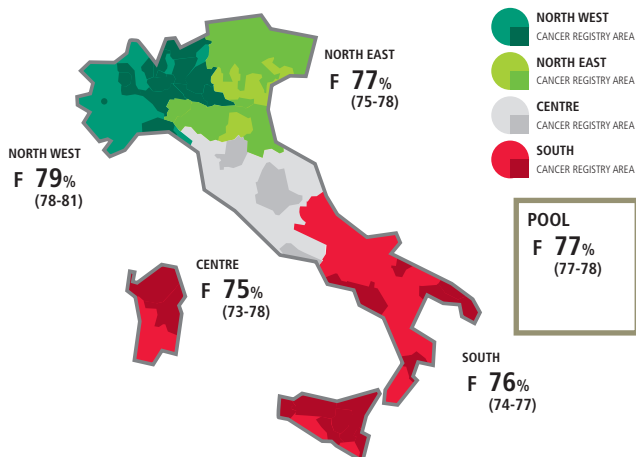 NORTH EAST
F 77%
(75-78)
NORTH WEST
F 79%
(78-81)
CENTRE
F 75%
(73-78)
SOUTH
F 76%
(74-77)
NORTH WEST
CANCER REGISTRY AREA
NORTH EAST
CANCER REGISTRY AREA
CENTRE
CANCER REGISTRY AREA
SOUTH
CANCER REGISTRY AREA
POOL
F 77%
(77-78)